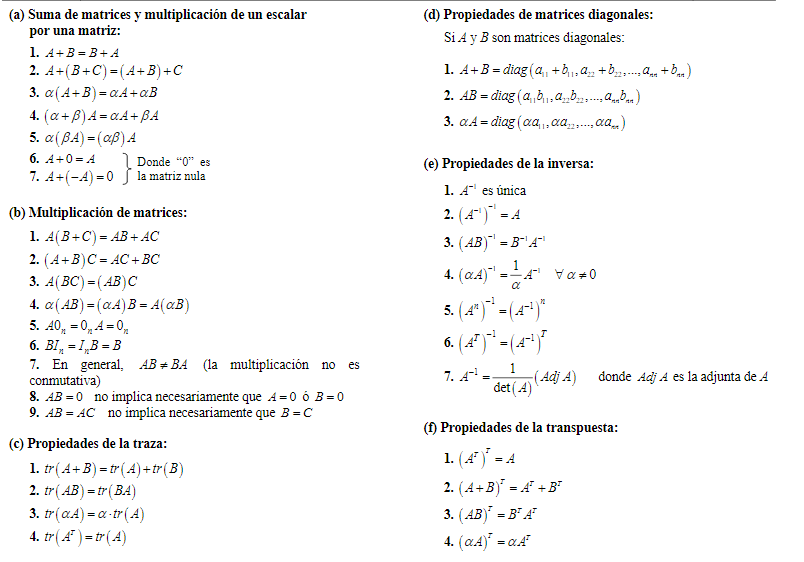 (a) Suma de matrices y multiplicación de un escalar
por una matriz:
1. A+B=B+A
2. A+(B+C)=(A+B)+C
3. α(A+B)=αA+αB
4. (α+β)A=αA+βA
5. α(βA)=(αβ)A
6. A+0=A
7. A+(−A)=0
Donde “0” es
la matriz nula
(b) Multiplicación de matrices:
1. A(B+C)=AB+AC
2. (A+B)C=AC+BC
3. A(BC)=(AB)C
4. α(AB)=(αA)B=A(αB)
5. A0ₙ=0ₙA=0ₙ
6. BIₙ=IₙB=B
7. En general, AB≠BA (la multiplicación no es
conmutativa)
8. AB=0 no implica necesariamente que A=0 ó B=0
9. AB=AC no implica necesariamente que B=C
(c) Propiedades de la traza:
1. tr(A+B)=tr(A)+tr(B)
2. tr(AB)=tr(BA)
3. tr(αA)=α·tr(A)
4. tr(Aᵀ)=tr(A)
(d) Propiedades de matrices diagonales:
Si A y B son matrices diagonales:
1. A+B=diag(a₁₁+b₁₁,a₂₂+b₂₂,...,aₙₙ+bₙₙ)
2. AB=diag(a₁₁b₁₁,a₂₂b₂₂,...,aₙₙbₙₙ)
3. αA=diag(αa₁₁,αa₂₂,...,αaₙₙ)
(e) Propiedades de la inversa:
1. A⁻¹ es única
2. (A⁻¹)⁻¹=A
3. (AB)⁻¹=B⁻¹A⁻¹
4. (αA)⁻¹=1/α A⁻¹ ∀ α≠0
5. (Aⁿ)⁻¹=(A⁻¹)ⁿ
6. (Aᵀ)⁻¹=(A⁻¹)ᵀ
7. A⁻¹=1/det(A) (Adj A) donde Adj A es la adjunta de A
(f) Propiedades de la transpuesta:
1. (Aᵀ)ᵀ=A
2. (A+B)ᵀ=Aᵀ+Bᵀ
3. (AB)ᵀ=BᵀAᵀ
4. (αA)ᵀ=αAᵀ